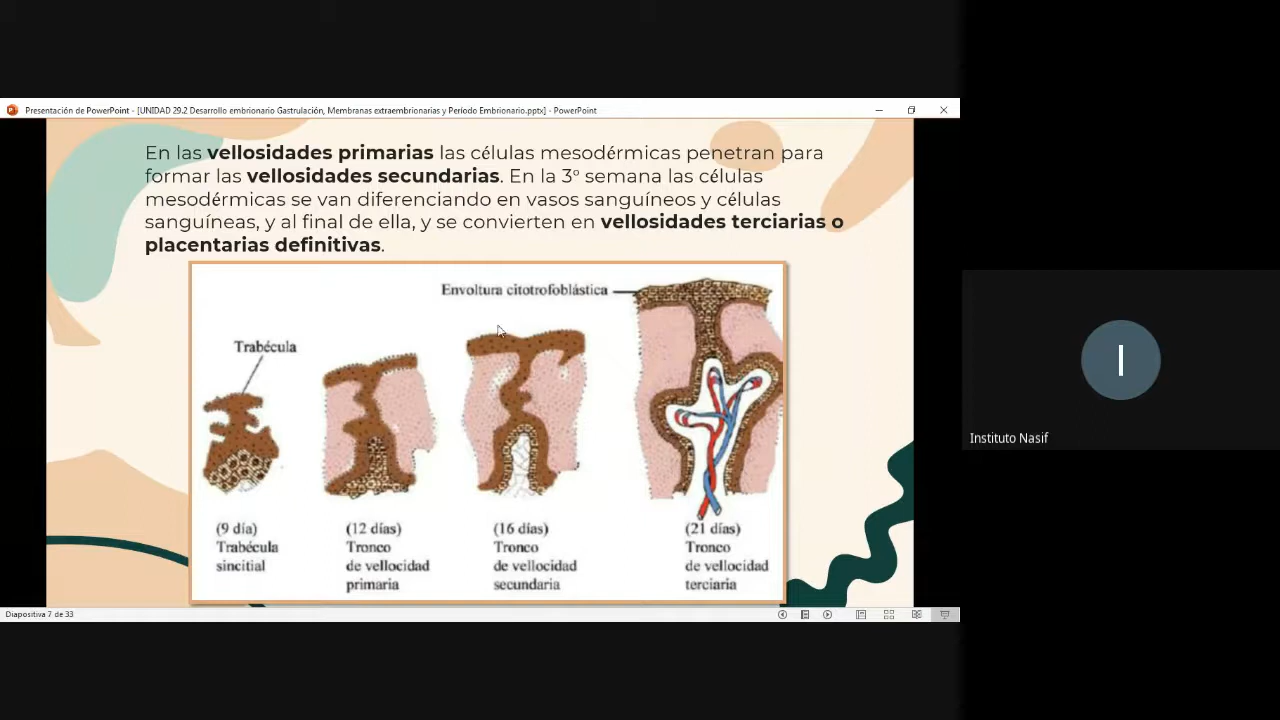 Presentación de PowerPoint - [UNIDAD 29.2 Desarrollo embrionario Gastrulación, Membranas extraembrionarias y Período Embrionario.pptx] - PowerPoint
En las vellosidades primarias las células mesodérmicas penetran para
formar las vellosidades secundarias. En la 3° semana las células
mesodérmicas se van diferenciando en vasos sanguíneos y células
sanguíneas, y al final de ella, y se convierten en vellosidades terciarias o
placentarias definitivas.
Envoltura citotrofoblástica
Trabécula
(9 día)
Trabécula
sincitial
(12 días)
Tronco
de vellocidad
primaria
(16 días)
Tronco
de vellocidad
secundaria
(21 días)
Tronco
de vellocidad
terciaria
I
Instituto Nasif
Diapositiva 7 de 33